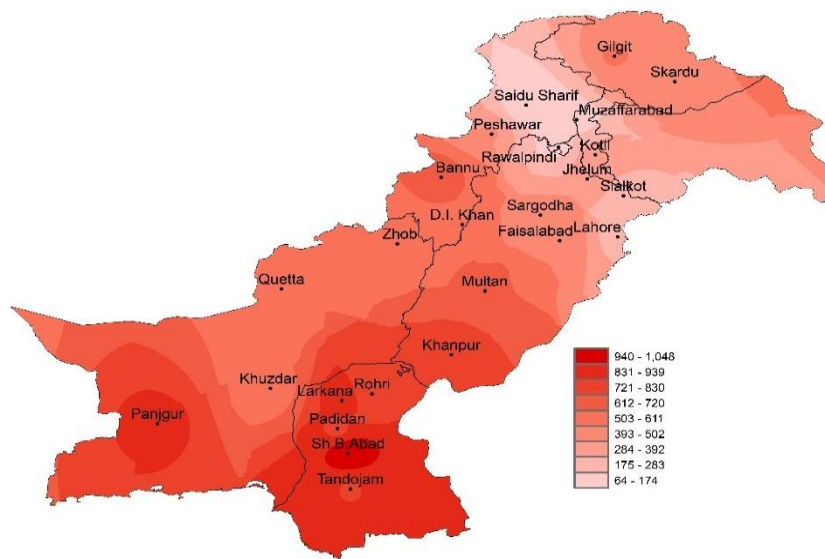 Gilgit
Skardu
Saidu Sharif
Muzaffarabad
Peshawar
Rawalpindi
Kotli
Bannu
Jhelum
Sialkot
Sargodha
D.I. Khan
Zhob
Faisalabad
Lahore
Quetta
Multan
Khanpur
Khuzdar
Larkana
Rohri
Panjgur
Padidan
Sh.B.Abad
Tandojam
940 - 1,048
831 - 939
721 - 830
612 - 720
503 - 611
393 - 502
284 - 392
175 - 283
64 - 174